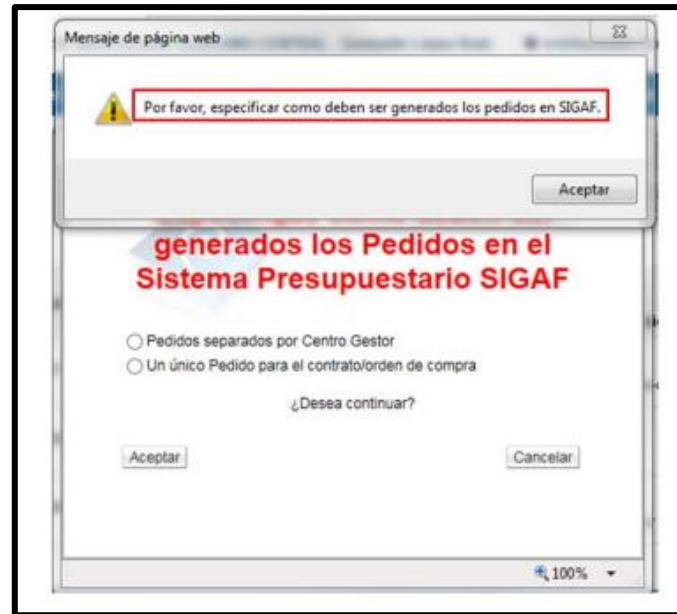 Mensaje de página web
Por favor, especificar como deben ser generados los pedidos en SIGAF.
Aceptar
generados los Pedidos en el
Sistema Presupuestario SIGAF
Pedidos separados por Centro Gestor
Un único Pedido para el contrato/orden de compra
¿Desea continuar?
Aceptar Cancelar
100%